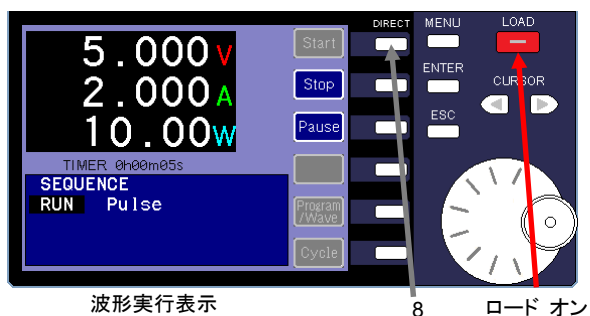 DIRECT MENU LOAD
5.000V
2.000A
10.00W
Start
Stop
Pause
ENTER
CURSOR
ESC
TIMER 0h00m05s
SEQUENCE
RUN Pulse
Program
/Wave
Cycle
波形実行表示
8
ロード オン